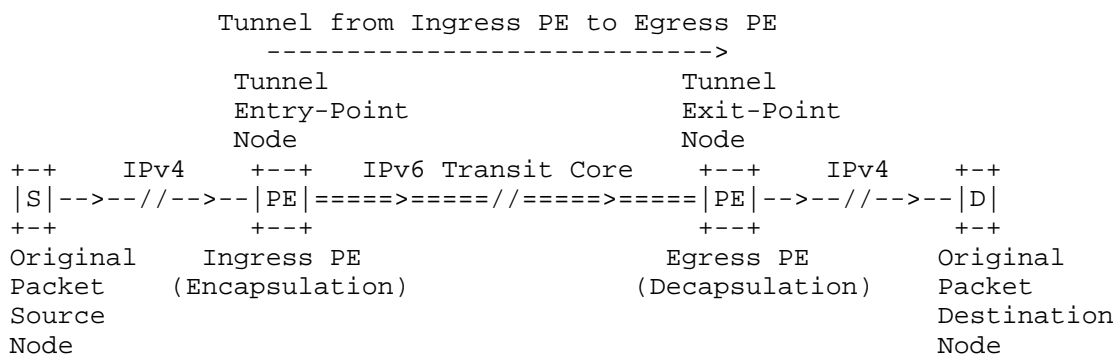 Tunnel from Ingress PE to Egress PE
---------------------------->
Tunnel Tunnel
Entry-Point Exit-Point
Node Node
+-+ IPv4 +--+ IPv6 Transit Core +--+ IPv4 +-+
|S|-->--//-->--|PE|=====>=====//=====>=====|PE|-->--//-->--|D|
+-+ +--+ +--+ +-+
Original Ingress PE Egress PE Original
Packet (Encapsulation) (Decapsulation) Packet
Source Destination
Node Node